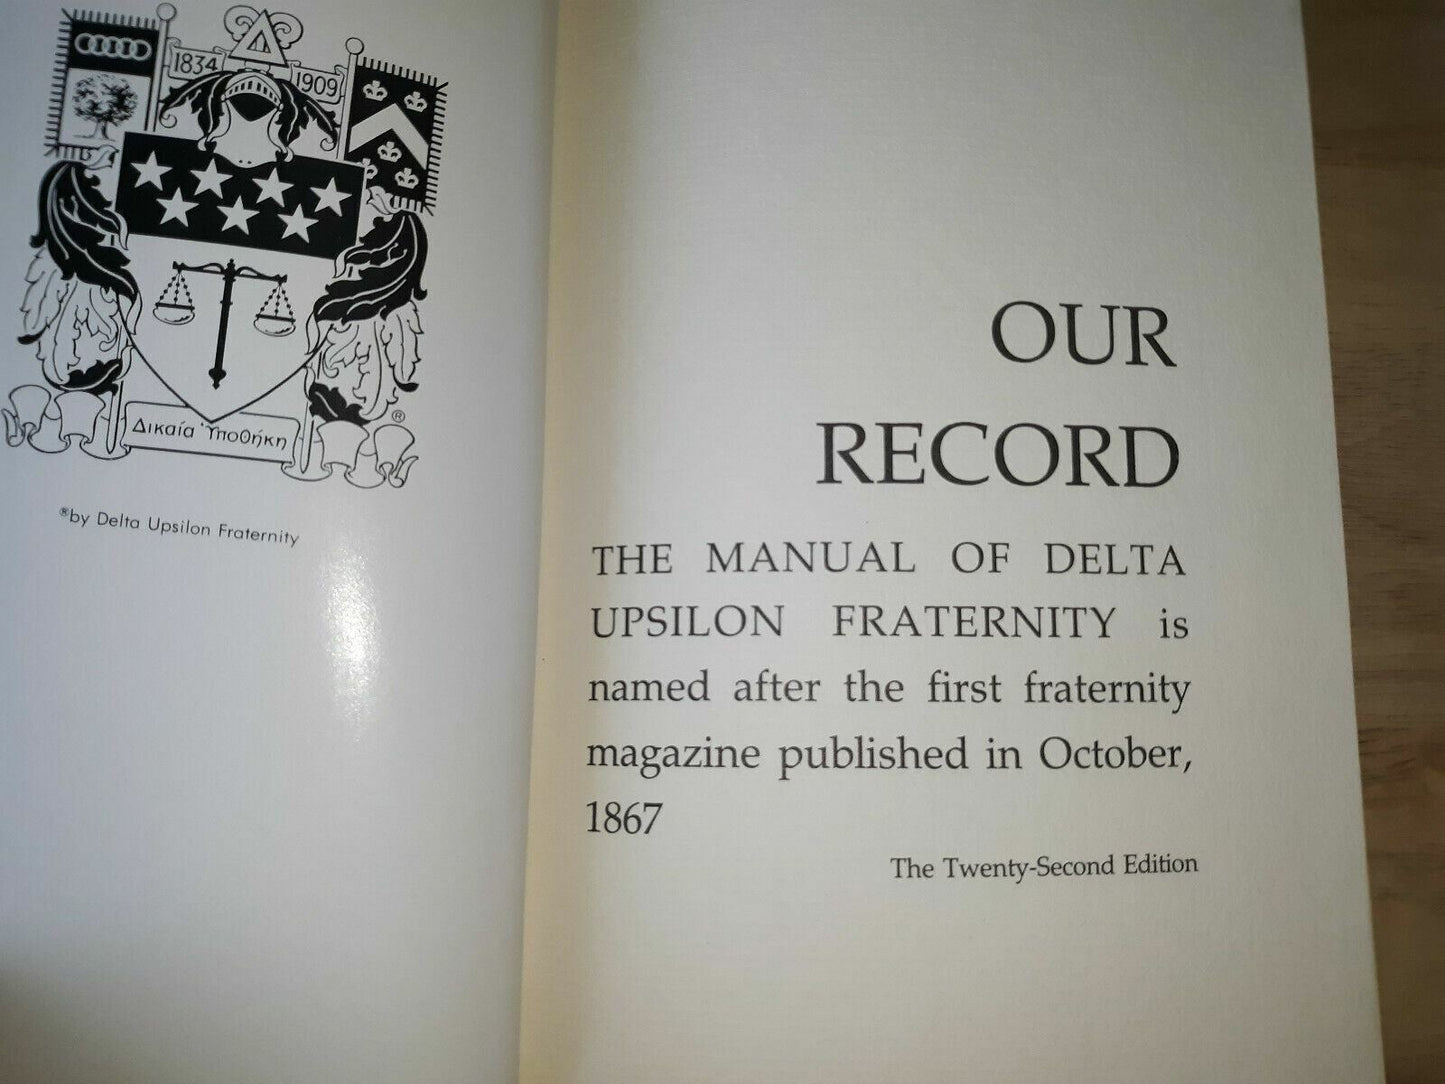 1834
1909
Δικαία Ὑποθήκη
®
®by Delta Upsilon Fraternity
OUR
RECORD
THE MANUAL OF DELTA
UPSILON FRATERNITY is
named after the first fraternity
magazine published in October,
1867
The Twenty-Second Edition